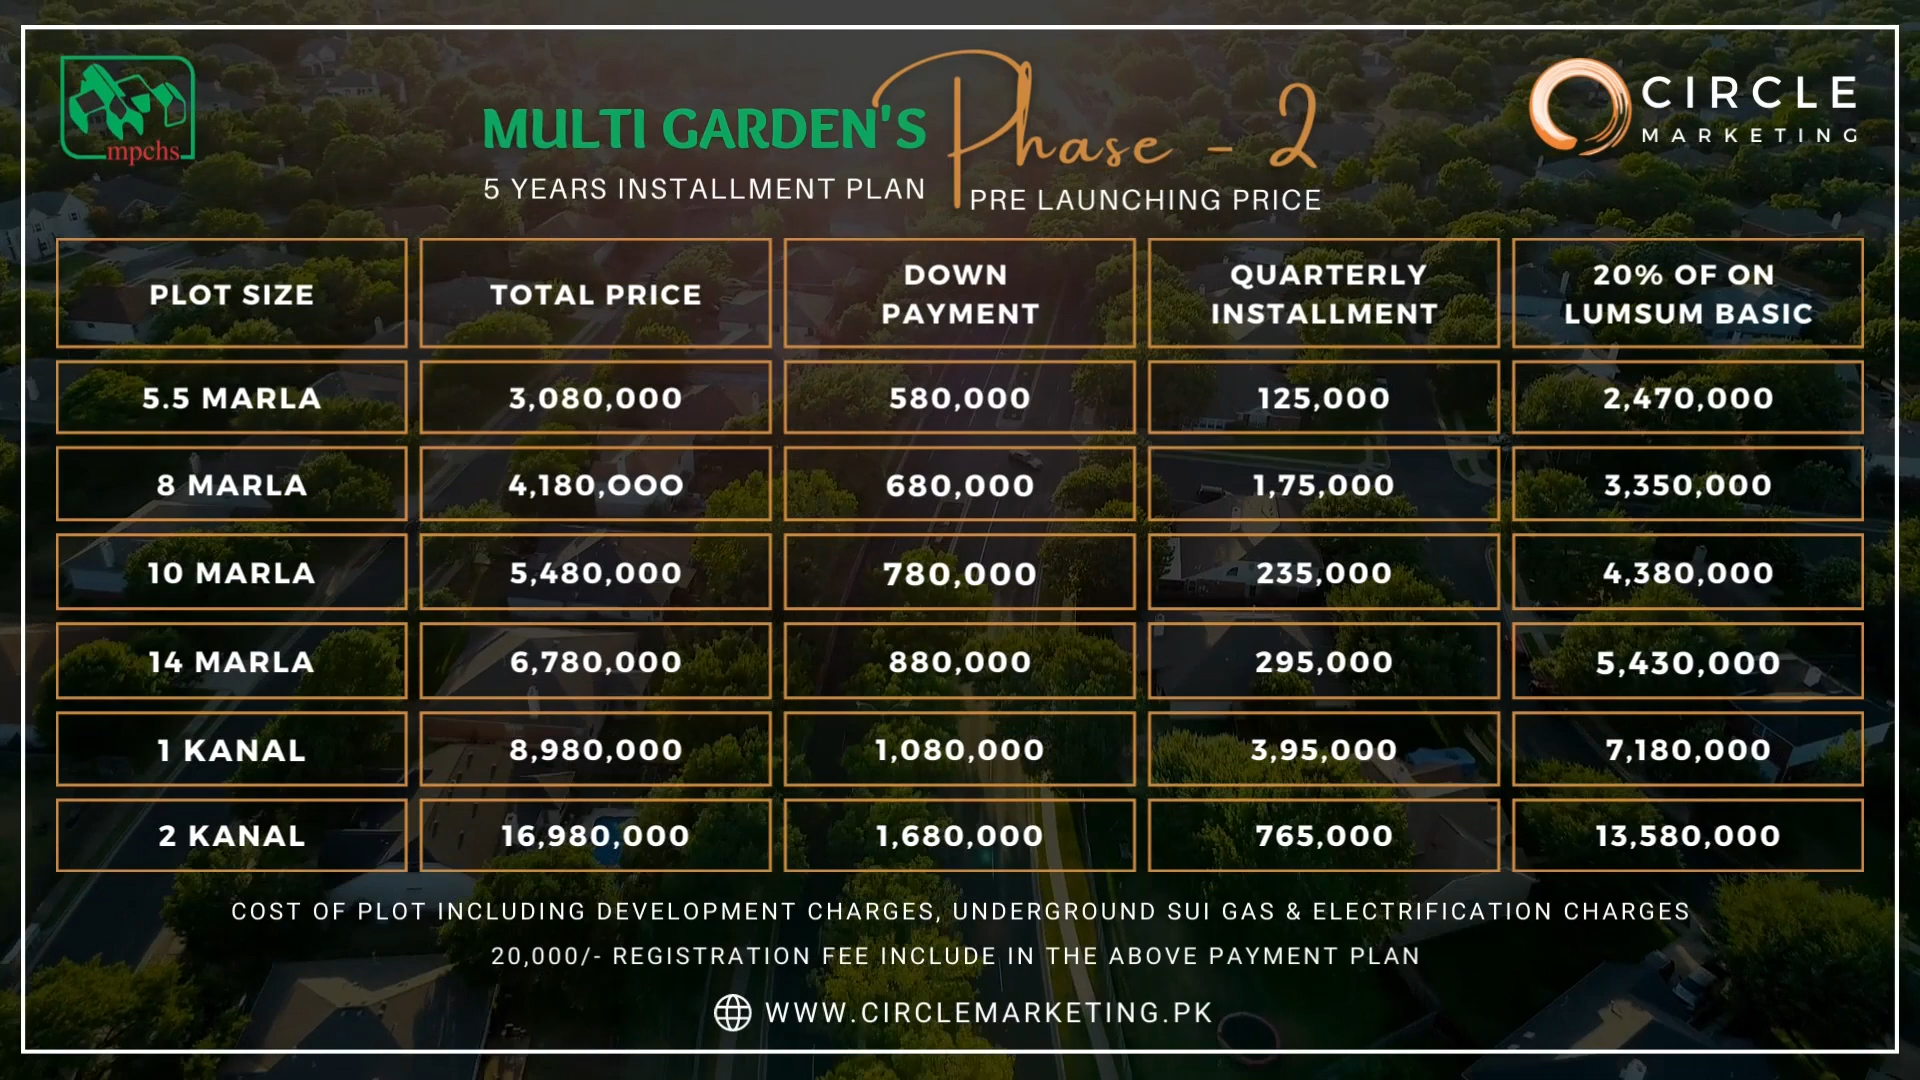 mpchs
MULTI GARDEN'S Phase - 2
5 YEARS INSTALLMENT PLAN
PRE LAUNCHING PRICE
CIRCLE
MARKETING
PLOT SIZE
TOTAL PRICE
DOWN
PAYMENT
QUARTERLY
INSTALLMENT
20% OF ON
LUMSUM BASIC
5.5 MARLA 3,080,000 580,000 125,000 2,470,000
8 MARLA 4,180,000 680,000 1,75,000 3,350,000
10 MARLA 5,480,000 780,000 235,000 4,380,000
14 MARLA 6,780,000 880,000 295,000 5,430,000
1 KANAL 8,980,000 1,080,000 3,95,000 7,180,000
2 KANAL 16,980,000 1,680,000 765,000 13,580,000
COST OF PLOT INCLUDING DEVELOPMENT CHARGES, UNDERGROUND SUI GAS & ELECTRIFICATION CHARGES
20,000/- REGISTRATION FEE INCLUDE IN THE ABOVE PAYMENT PLAN
WWW.CIRCLEMARKETING.PK